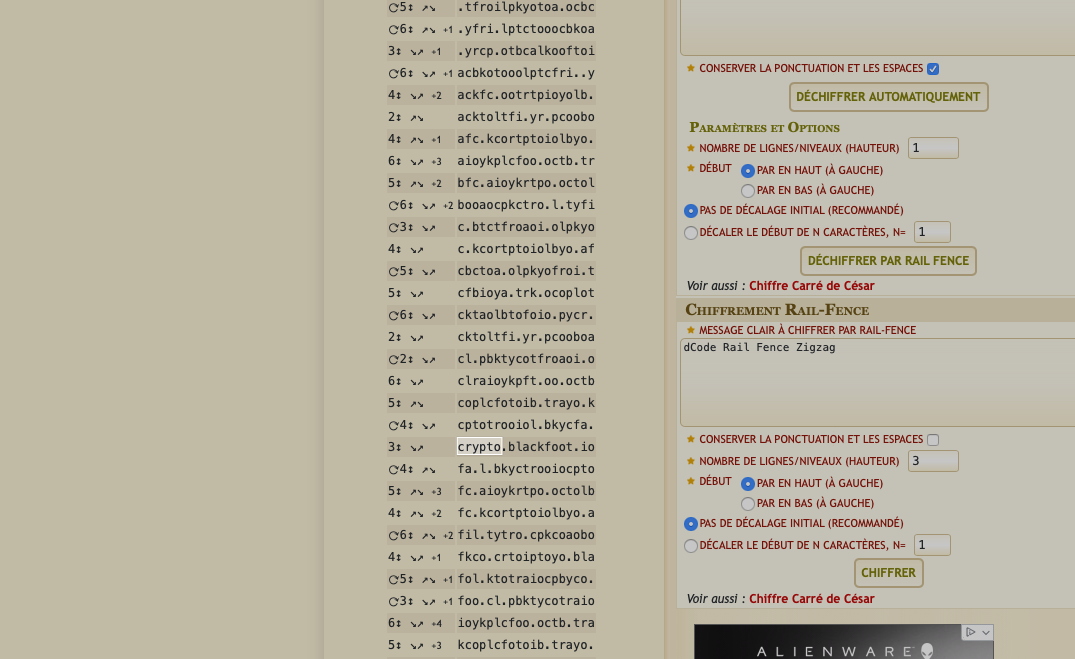 ⟳5↕ ↗↘ .tfroilpkyotoa.ocbc
⟳6↕ ↗↘ +1 .yfri.lptctooocbkoa
3↕ ↘↗ +1 .yrcp.otbcalkooftoi
⟳6↕ ↘↗ +1 acbkotooolptcfri..y
4↕ ↘↗ +2 ackfc.ootrtpioyolb.
2↕ ↗↘ acktoltfi.yr.pcoobo
4↕ ↗↘ +1 afc.kcortptoiolbyo.
6↕ ↗↘ +3 aioykplcfoo.octb.tr
5↕ ↗↘ +2 bfc.aioykrtpo.octol
⟳6↕ ↘↗ +2 booaocpkctro.l.tyfi
⟳3↕ ↘↗ c.btctfroaoi.olpkyo
4↕ ↘↗ c.kcortptoiolbyo.af
⟳5↕ ↘↗ cbctoa.olpkyofroi.t
5↕ ↘↗ cfbioya.trk.ocoplot
⟳6↕ ↘↗ cktaolbtofoio.pycr.
2↕ ↘↗ cktoltfi.yr.pcooboa
⟳2↕ ↘↗ cl.pbktycotfroaoi.o
6↕ ↘↗ clraioykpft.oo.octb
5↕ ↗↘ coplcfotoib.trayo.k
⟳4↕ ↘↗ cptotrooiol.bkycfa.
3↕ ↘↗ crypto.blackfoot.io
⟳4↕ ↗↘ fa.l.bkyctrooiocpto
5↕ ↗↘ +3 fc.aioykrtpo.octolb
4↕ ↗↘ +2 fc.kcortptoiolbyo.a
⟳6↕ ↗↘ +2 fil.tytro.cpkcoaobo
4↕ ↘↗ +1 fkco.crtoiptoyo.bla
⟳5↕ ↗↘ +1 fol.ktotraiocpbyco.
⟳3↕ ↘↗ +1 foo.cl.pbktycotraio
6↕ ↗↘ +4 ioykplcfoo.octb.tra
5↕ ↘↗ +3 kcoplcfotoib.trayo.
★ CONSERVER LA PONCTUATION ET LES ESPACES
DÉCHIFFRER AUTOMATIQUEMENT
Paramètres et Options
★ NOMBRE DE LIGNES/NIVEAUX (HAUTEUR) 1
★ DÉBUT PAR EN HAUT (À GAUCHE)
PAR EN BAS (À GAUCHE)
PAS DE DÉCALAGE INITIAL (RECOMMANDÉ)
DÉCALER LE DÉBUT DE N CARACTÈRES, N= 1
DÉCHIFFRER PAR RAIL FENCE
Voir aussi : Chiffre Carré de César
Chiffrement Rail-Fence
★ MESSAGE CLAIR À CHIFFRER PAR RAIL-FENCE
dCode Rail Fence Zigzag
★ CONSERVER LA PONCTUATION ET LES ESPACES
★ NOMBRE DE LIGNES/NIVEAUX (HAUTEUR) 3
★ DÉBUT PAR EN HAUT (À GAUCHE)
PAR EN BAS (À GAUCHE)
PAS DE DÉCALAGE INITIAL (RECOMMANDÉ)
DÉCALER LE DÉBUT DE N CARACTÈRES, N= 1
CHIFFRER
Voir aussi : Chiffre Carré de César
ALIENWARE